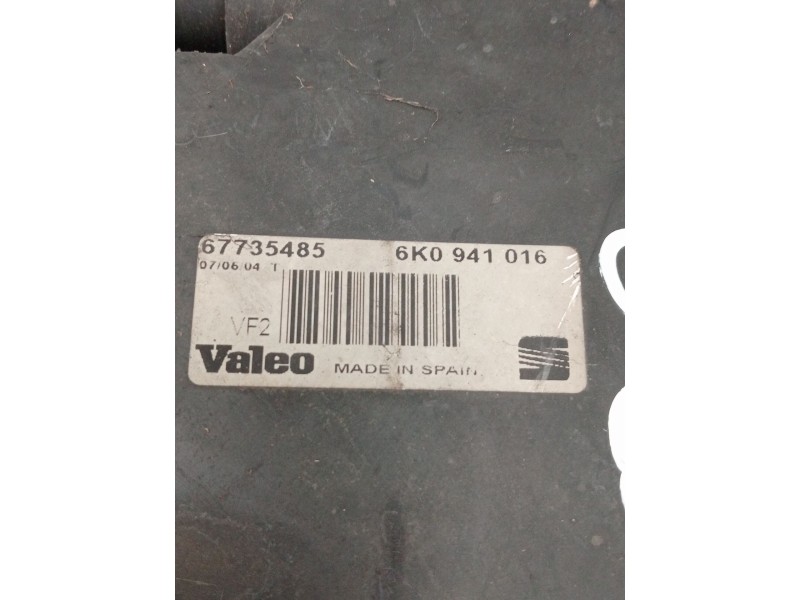 67735485 6K0 941 016
07/06 04 T
VF2
Valeo MADE IN SPAIN